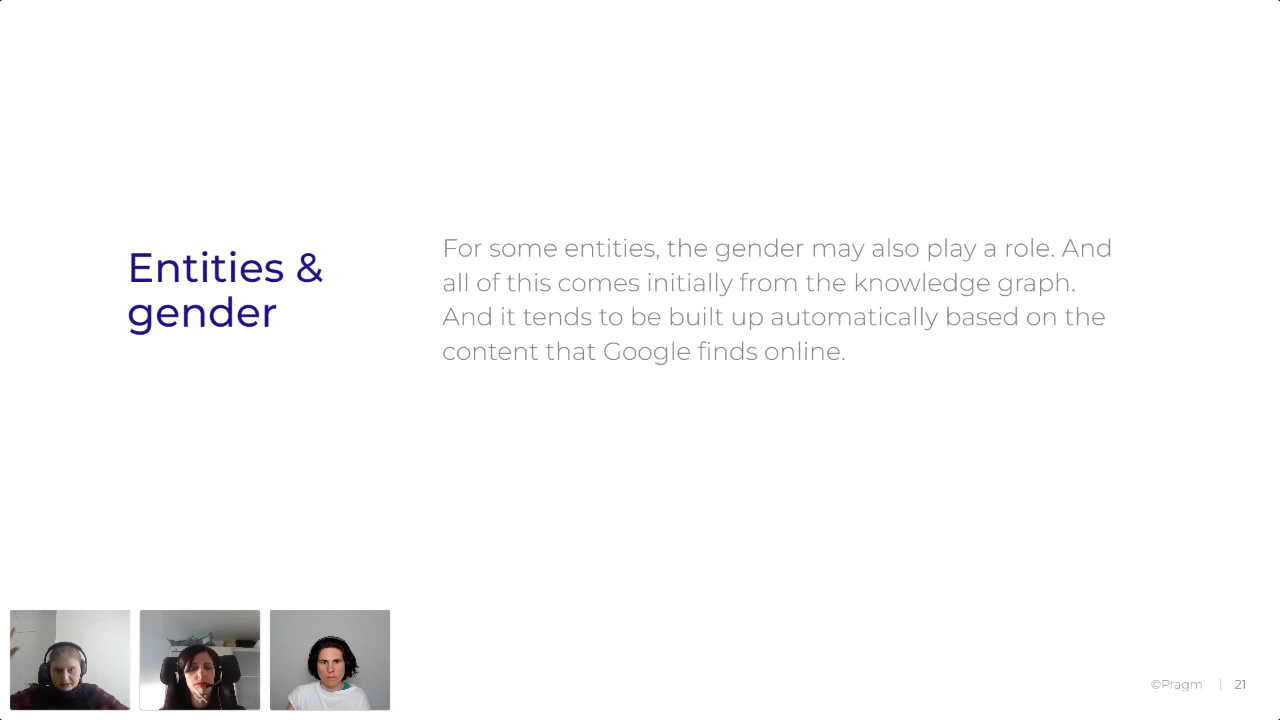 Entities &
gender
For some entities, the gender may also play a role. And
all of this comes initially from the knowledge graph.
And it tends to be built up automatically based on the
content that Google finds online.
©Pragm | 21